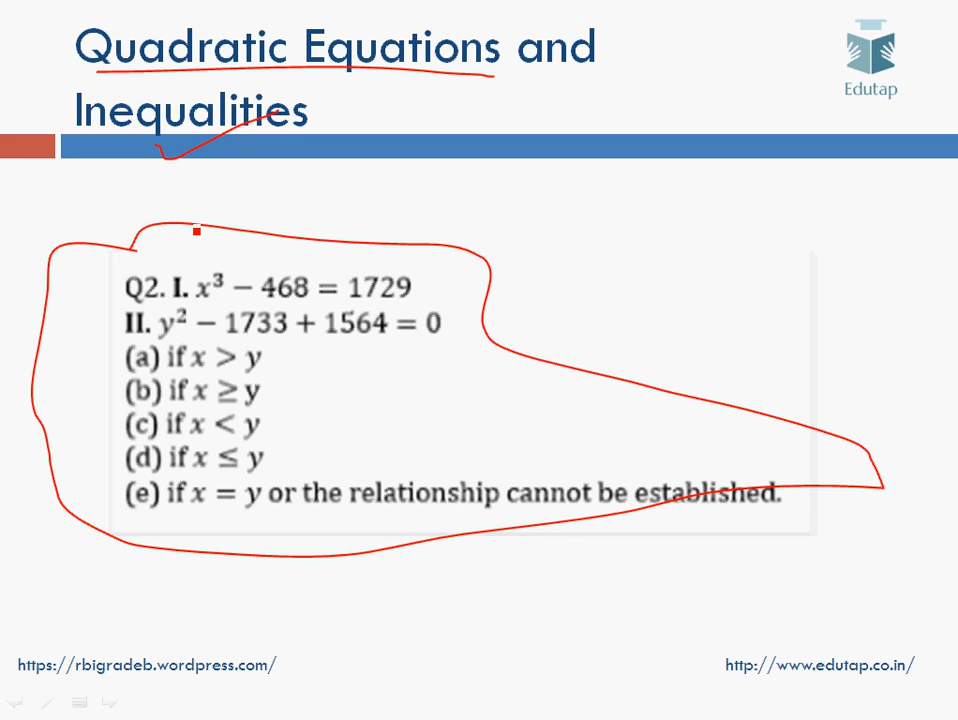 Quadratic Equations and
Inequalities
Edutap
Q2. I. x³ − 468 = 1729
II. y² − 1733 + 1564 = 0
(a) if x > y
(b) if x ≥ y
(c) if x < y
(d) if x ≤ y
(e) if x = y or the relationship cannot be established.
https://rbigradeb.wordpress.com/
http://www.edutap.co.in/